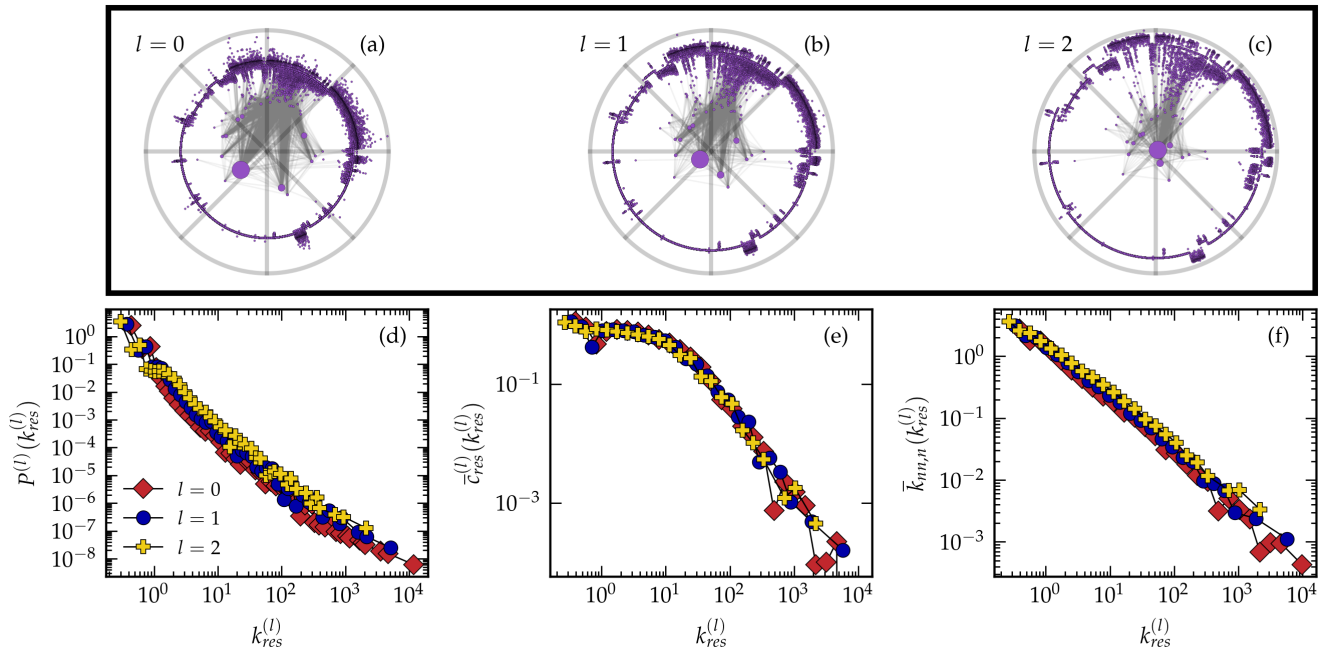 l = 0 (a)
l = 1 (b)
l = 2 (c)
(d)
P^{(l)}(k_{res}^{(l)})
10^0
10^{-1}
10^{-2}
10^{-3}
10^{-4}
10^{-5}
10^{-6}
10^{-7}
10^{-8}
l = 0
l = 1
l = 2
10^0 10^1 10^2 10^3 10^4
k_{res}^{(l)}
(e)
\bar{c}_{res}^{(l)}(k_{res}^{(l)})
10^{-1}
10^{-3}
10^0 10^1 10^2 10^3 10^4
k_{res}^{(l)}
(f)
\bar{k}_{nn,n}(k_{res}^{(l)})
10^0
10^{-1}
10^{-2}
10^{-3}
10^0 10^1 10^2 10^3 10^4
k_{res}^{(l)}